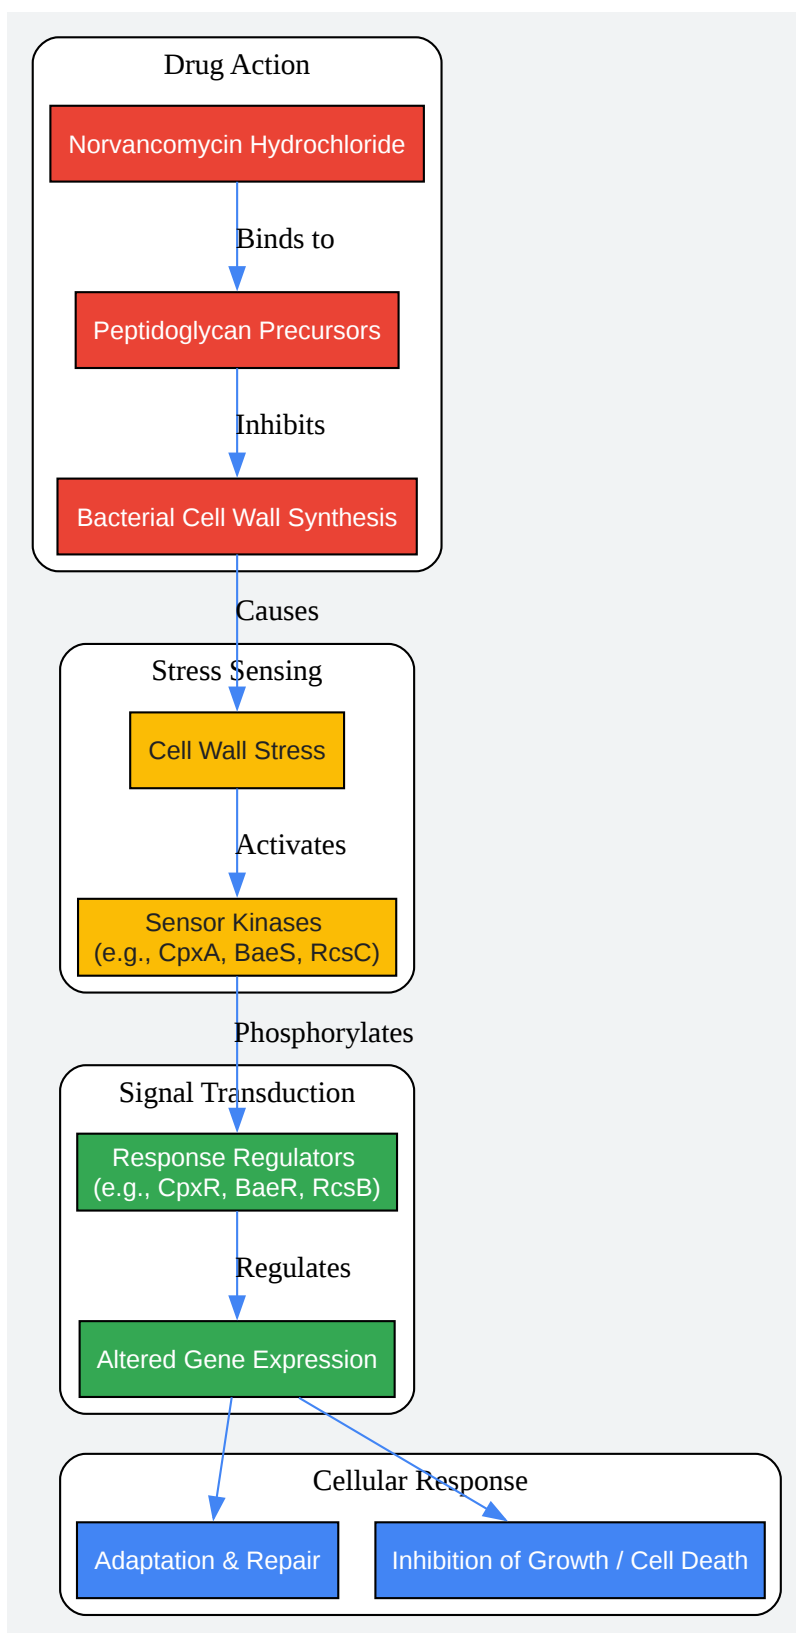 Drug Action
Norvancomycin Hydrochloride
Binds to
Peptidoglycan Precursors
Inhibits
Bacterial Cell Wall Synthesis
Causes
Stress Sensing
Cell Wall Stress
Activates
Sensor Kinases
(e.g., CpxA, BaeS, RcsC)
Phosphorylates
Signal Transduction
Response Regulators
(e.g., CpxR, BaeR, RcsB)
Regulates
Altered Gene Expression
Cellular Response
Adaptation & Repair
Inhibition of Growth / Cell Death